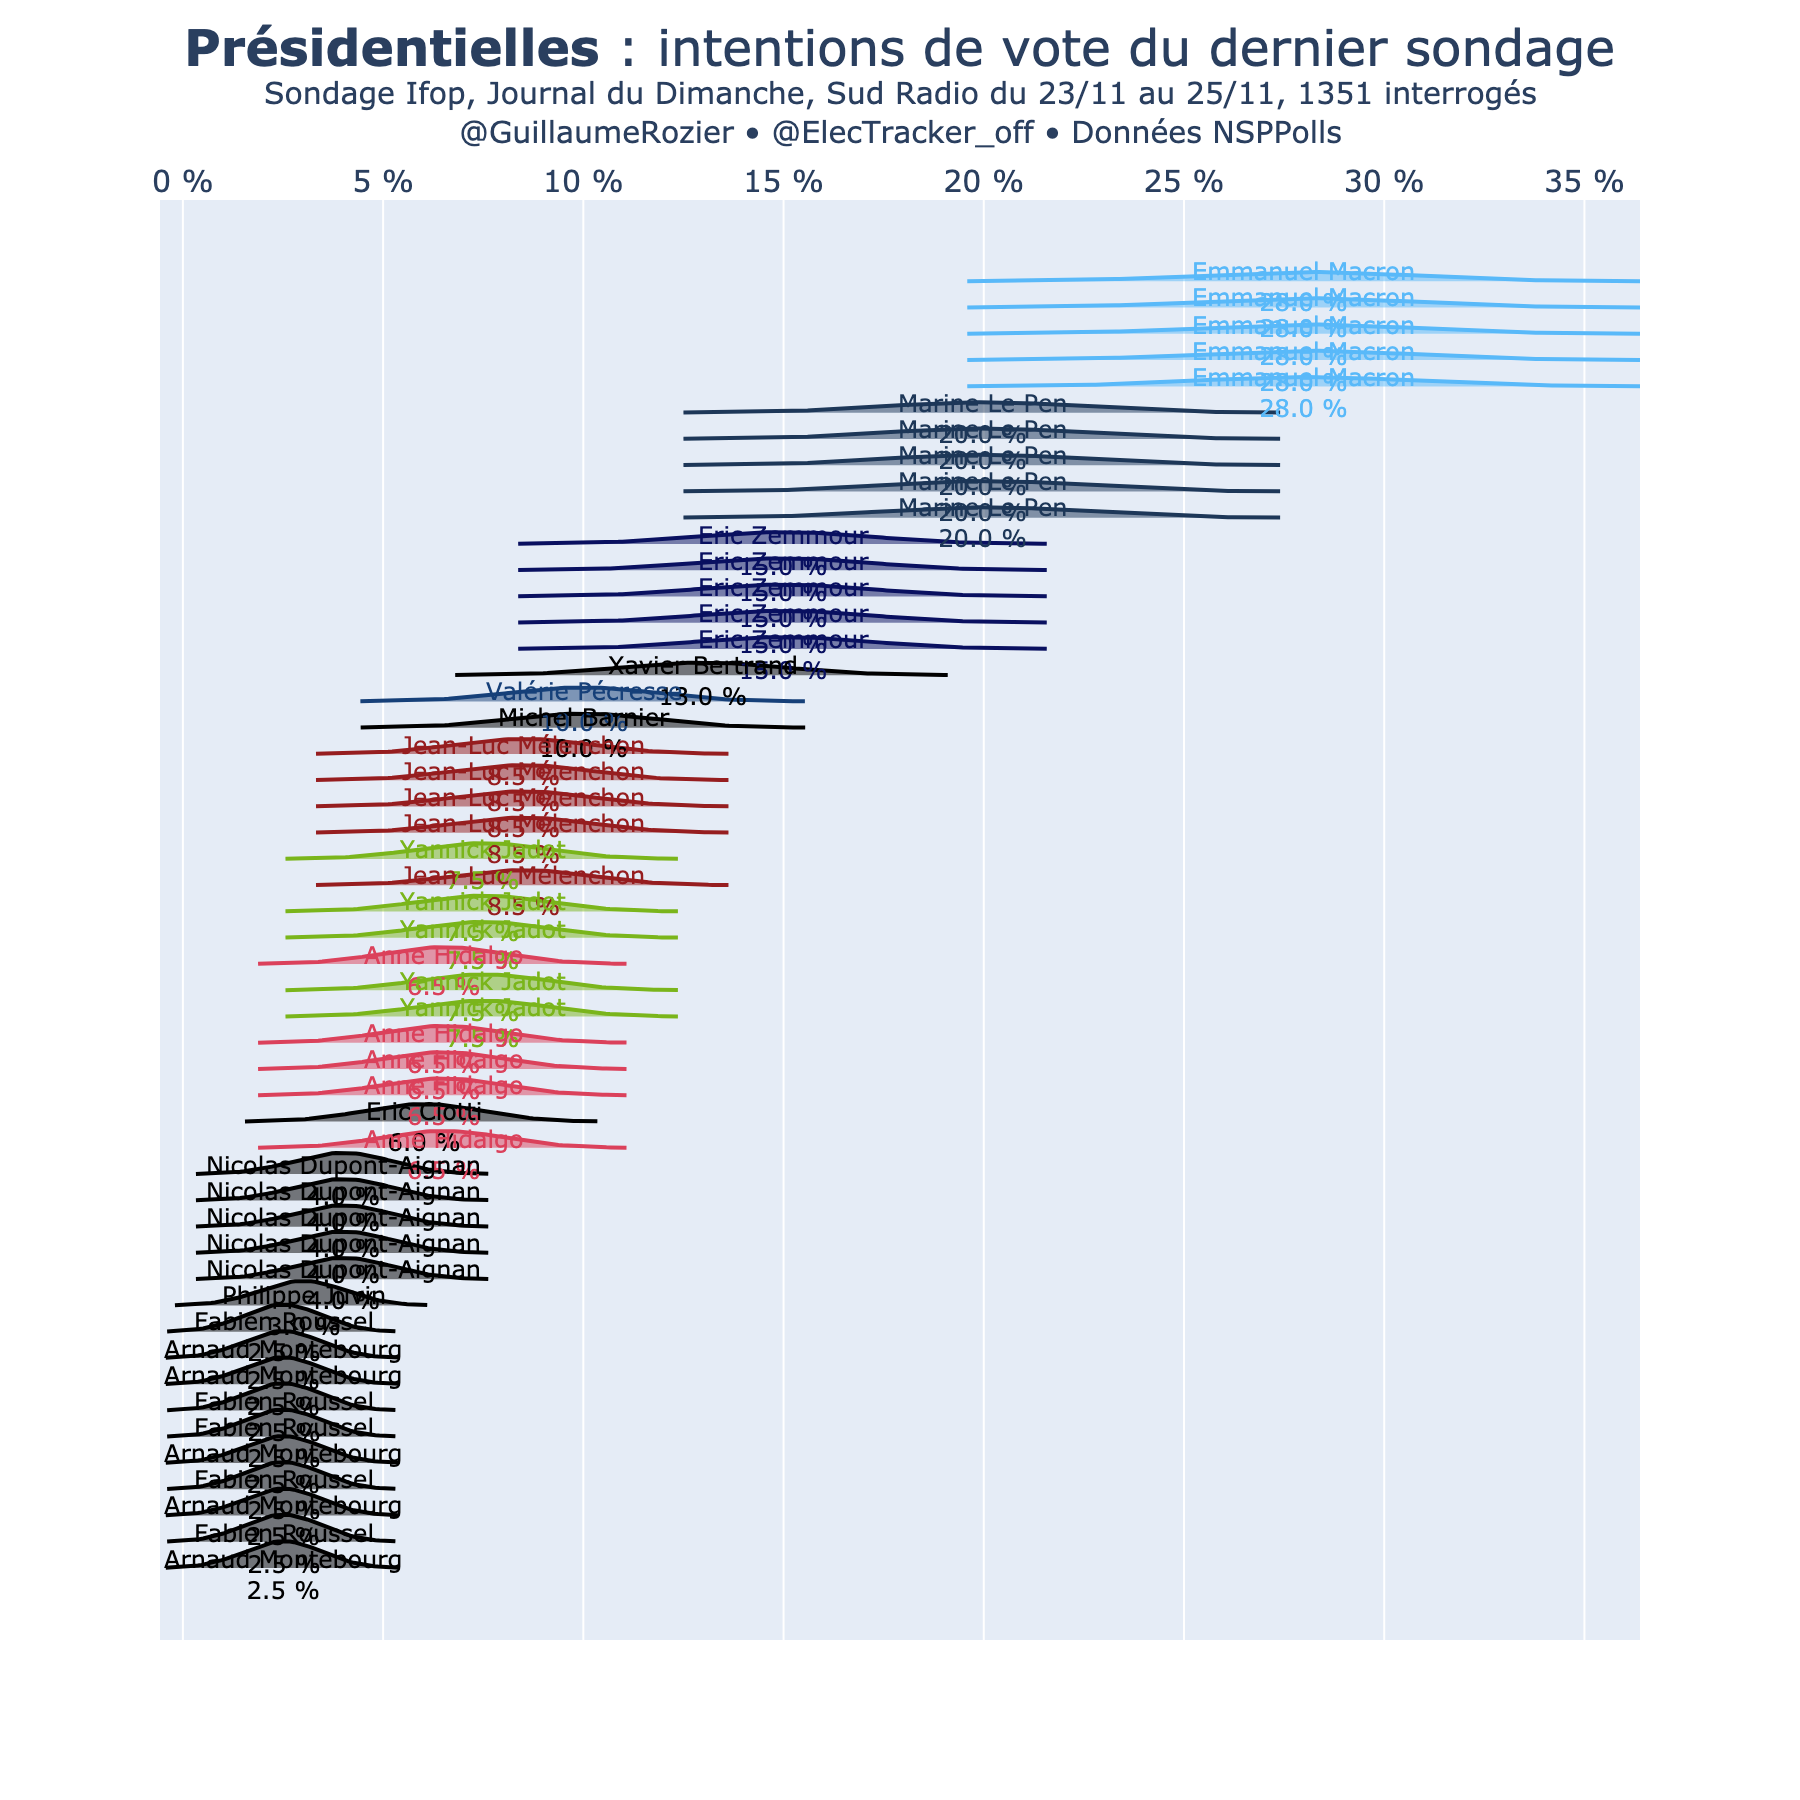 Présidentielles : intentions de vote du dernier sondage
Sondage Ifop, Journal du Dimanche, Sud Radio du 23/11 au 25/11, 1351 interrogés
@GuillaumeRozier • @ElecTracker_off • Données NSPPolls
0 % 5 % 10 % 15 % 20 % 25 % 30 % 35 %
Emmanuel Macron
28.0 %
Emmanuel Macron
28.0 %
Emmanuel Macron
28.0 %
Emmanuel Macron
28.0 %
Emmanuel Macron
28.0 %
Marine Le Pen
20.0 %
Marine Le Pen
20.0 %
Marine Le Pen
20.0 %
Marine Le Pen
20.0 %
Marine Le Pen
20.0 %
Eric Zemmour
15.0 %
Eric Zemmour
15.0 %
Eric Zemmour
15.0 %
Eric Zemmour
15.0 %
Eric Zemmour
15.0 %
Xavier Bertrand
13.0 %
Valérie Pécresse
10.0 %
Michel Barnier
10.0 %
Jean-Luc Mélenchon
8.5 %
Jean-Luc Mélenchon
8.5 %
Jean-Luc Mélenchon
8.5 %
Jean-Luc Mélenchon
8.5 %
Yannick Jadot
7.5 %
Jean-Luc Mélenchon
8.5 %
Yannick Jadot
7.5 %
Yannick Jadot
7.5 %
Anne Hidalgo
6.5 %
Yannick Jadot
7.5 %
Yannick Jadot
7.5 %
Anne Hidalgo
6.5 %
Anne Hidalgo
6.5 %
Anne Hidalgo
6.5 %
Eric Ciotti
6.0 %
Anne Hidalgo
6.5 %
Nicolas Dupont-Aignan
4.0 %
Nicolas Dupont-Aignan
4.0 %
Nicolas Dupont-Aignan
4.0 %
Nicolas Dupont-Aignan
4.0 %
Nicolas Dupont-Aignan
4.0 %
Philippe Juvin
3.0 %
Fabien Roussel
2.5 %
Arnaud Montebourg
2.5 %
Arnaud Montebourg
2.5 %
Fabien Roussel
2.5 %
Fabien Roussel
2.5 %
Arnaud Montebourg
2.5 %
Fabien Roussel
2.5 %
Arnaud Montebourg
2.5 %
Fabien Roussel
2.5 %
Arnaud Montebourg
2.5 %